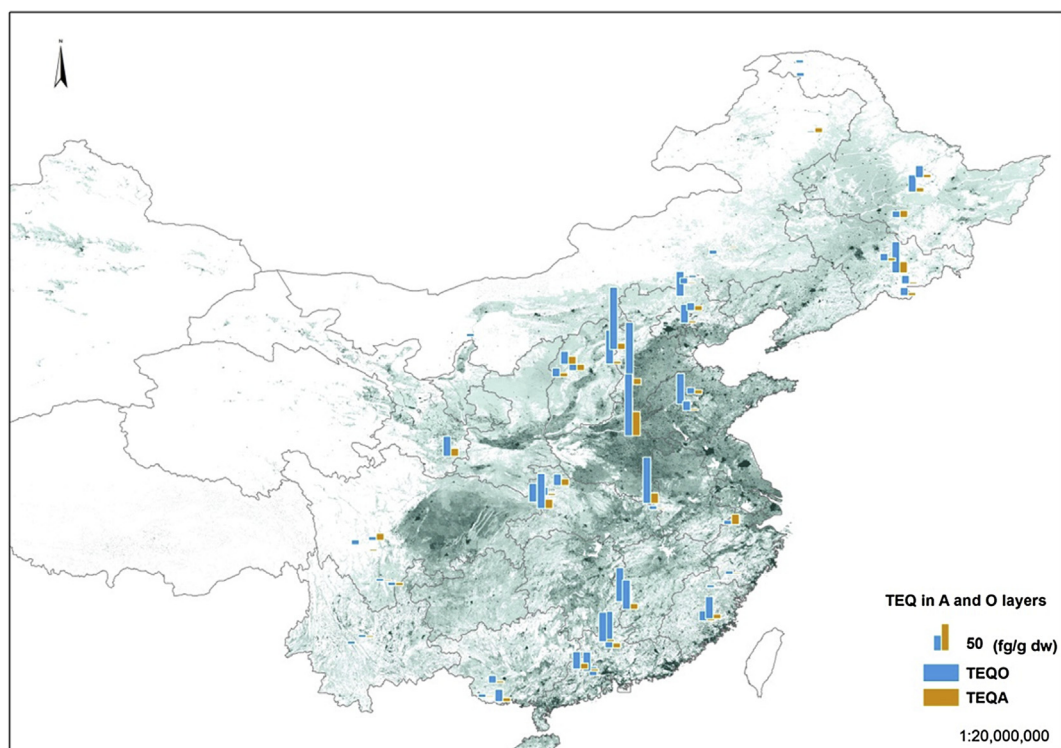 N
TEQ in A and O layers
50 (fg/g dw)
TEQO
TEQA
1:20,000,000